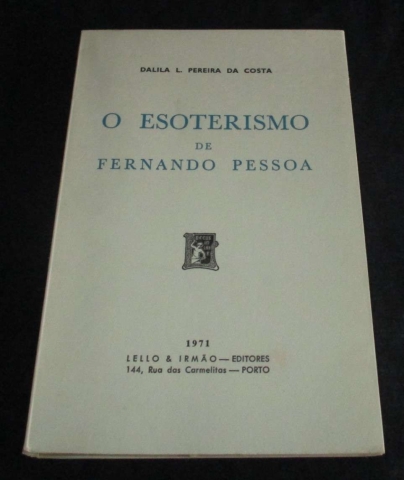 DALILA L. PEREIRA DA COSTA
O ESOTERISMO
DE
FERNANDO PESSOA
1971
LELLO & IRMÃO — EDITORES
144, Rua das Carmelitas — PORTO